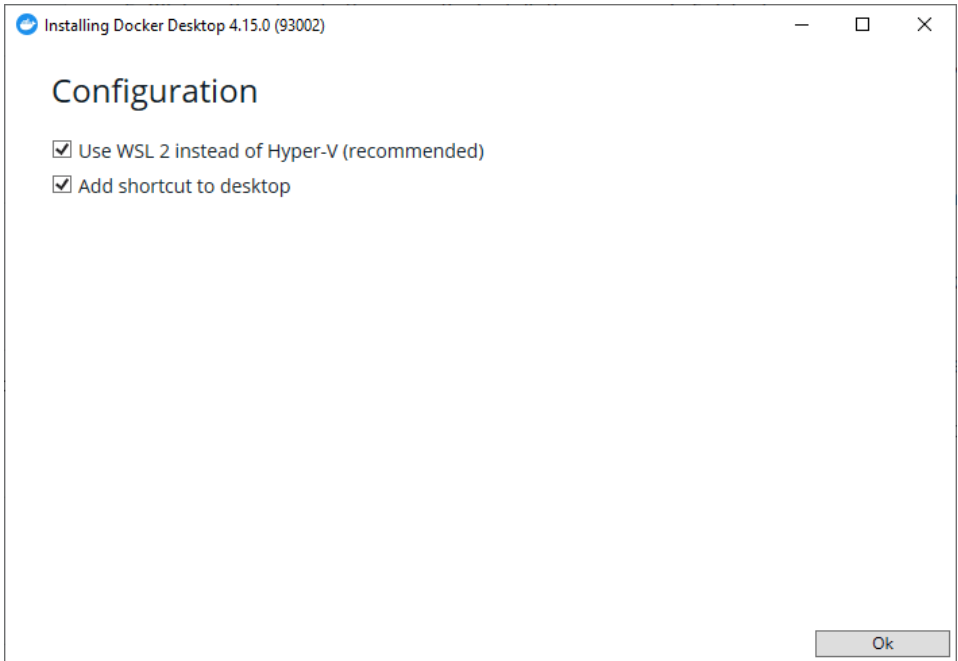 Installing Docker Desktop 4.15.0 (93002)
Configuration
Use WSL 2 instead of Hyper-V (recommended)
Add shortcut to desktop
Ok